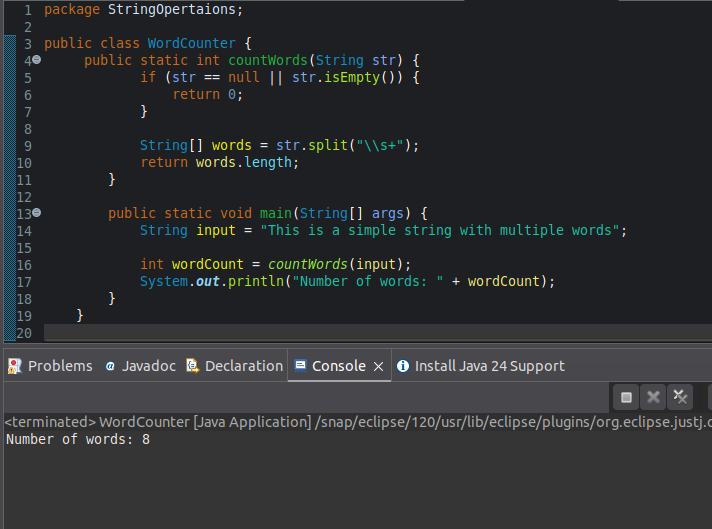 1 package StringOpertaions;
2
3 public class WordCounter {
4 public static int countWords(String str) {
5 if (str == null || str.isEmpty()) {
6 return 0;
7 }
8
9 String[] words = str.split("\\s+");
10 return words.length;
11 }
12
13 public static void main(String[] args) {
14 String input = "This is a simple string with multiple words";
15
16 int wordCount = countWords(input);
17 System.out.println("Number of words: " + wordCount);
18 }
19 }
20
Problems @ Javadoc Declaration Console Install Java 24 Support
<terminated> WordCounter [Java Application] /snap/eclipse/120/usr/lib/eclipse/plugins/org.eclipse.justj.o
Number of words: 8